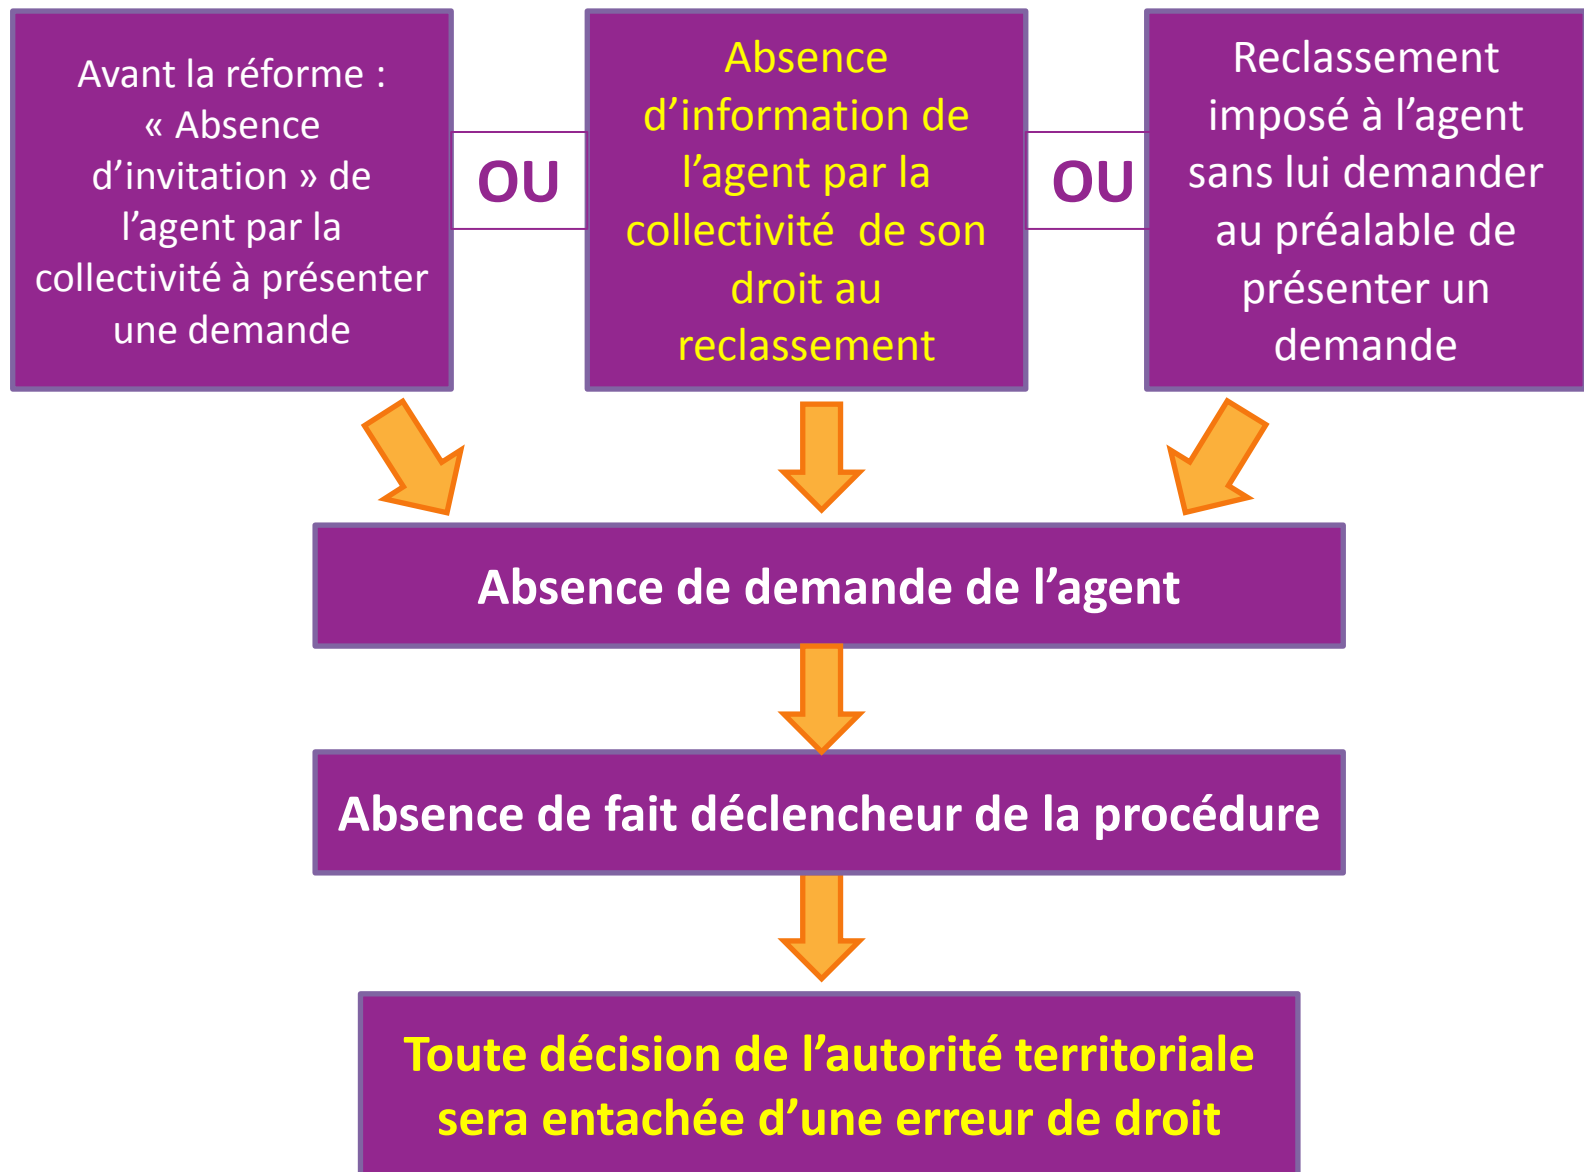 Avant la réforme :
« Absence
d’invitation » de
l’agent par la
collectivité à présenter
une demande
OU
Absence
d’information de
l’agent par la
collectivité  de son
droit au
reclassement
OU
Reclassement
imposé à l’agent
sans lui demander
au préalable de
présenter un
demande
Absence de demande de l’agent
Absence de fait déclencheur de la procédure
Toute décision de l’autorité territoriale
sera entachée d’une erreur de droit